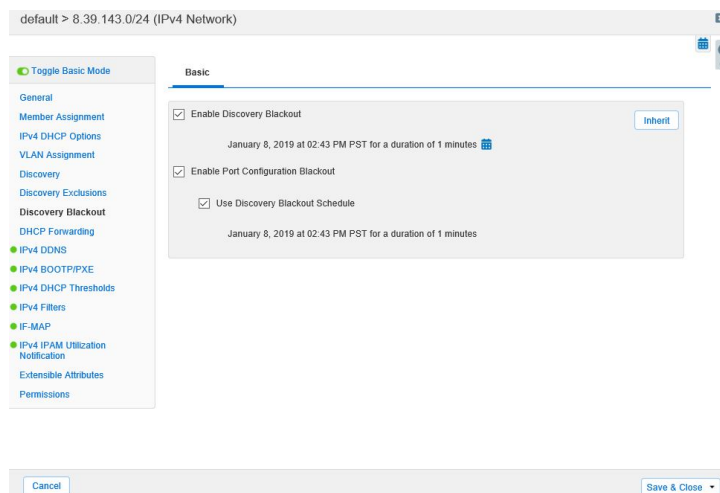 default > 8.39.143.0/24 (IPv4 Network)
Toggle Basic Mode
General
Member Assignment
IPv4 DHCP Options
VLAN Assignment
Discovery
Discovery Exclusions
Discovery Blackout
DHCP Forwarding
IPv4 DDNS
IPv4 BOOTP/PXE
IPv4 DHCP Thresholds
IPv4 Filters
IF-MAP
IPv4 IPAM Utilization
Notification
Extensible Attributes
Permissions
Basic
Enable Discovery Blackout
Inherit
January 8, 2019 at 02:43 PM PST for a duration of 1 minutes
Enable Port Configuration Blackout
Use Discovery Blackout Schedule
January 8, 2019 at 02:43 PM PST for a duration of 1 minutes
Cancel
Save & Close